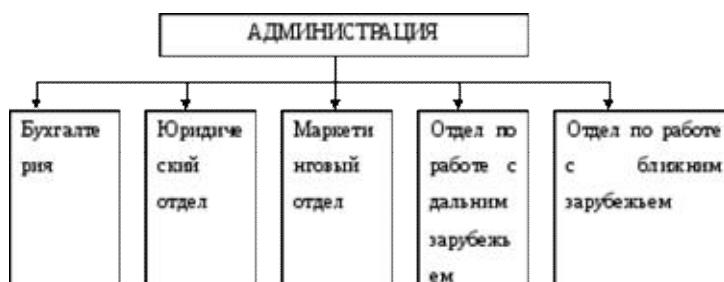 АДМИНИСТРАЦИЯ
Бухгалте
рия
Юридиче
ский
отдел
Маркети
нговый
отдел
Отдел по
работе с
дальним
зарубежь
ем
Отдел по работе
с ближним
зарубежьем